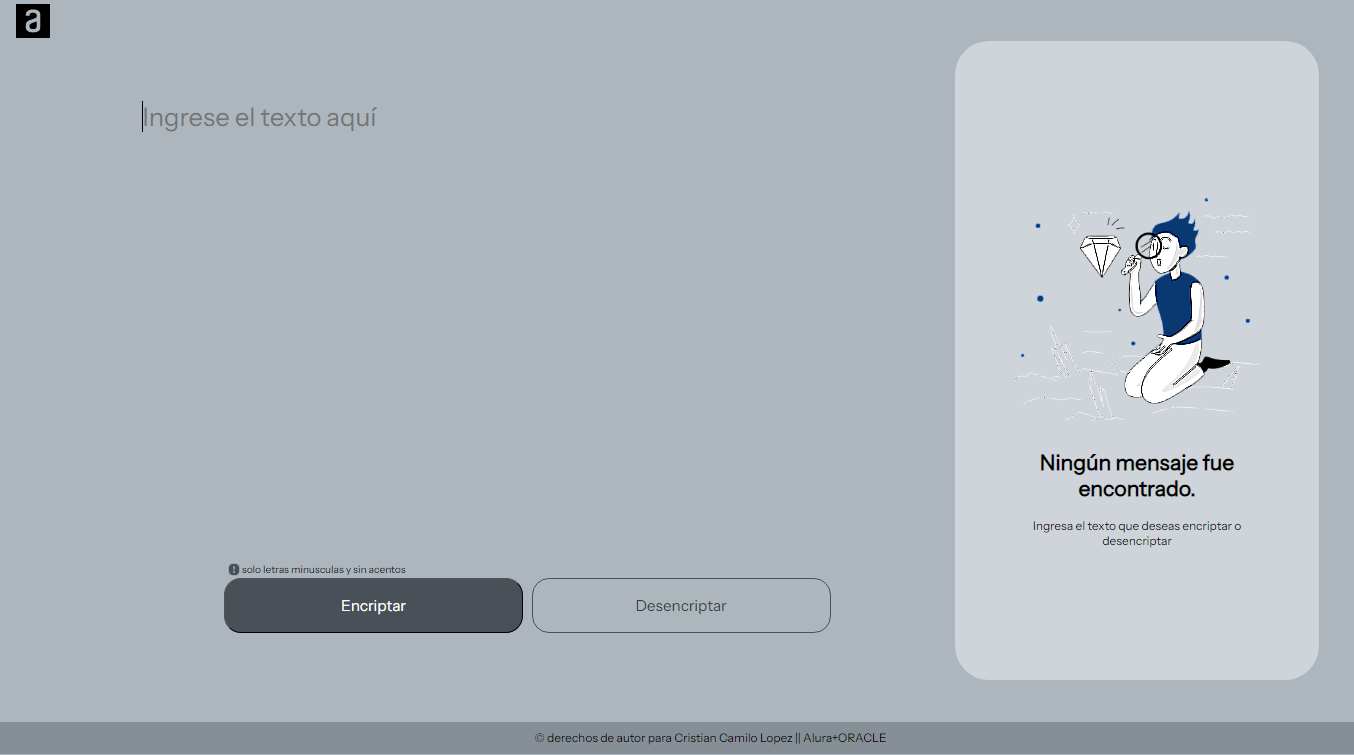 a
Ingrese el texto aquí
Ningún mensaje fue
encontrado.
Ingresa el texto que deseas encriptar o
desencriptar
! solo letras minusculas y sin acentos
Encriptar
Desencriptar
© derechos de autor para Cristian Camilo Lopez || Alura+ORACLE